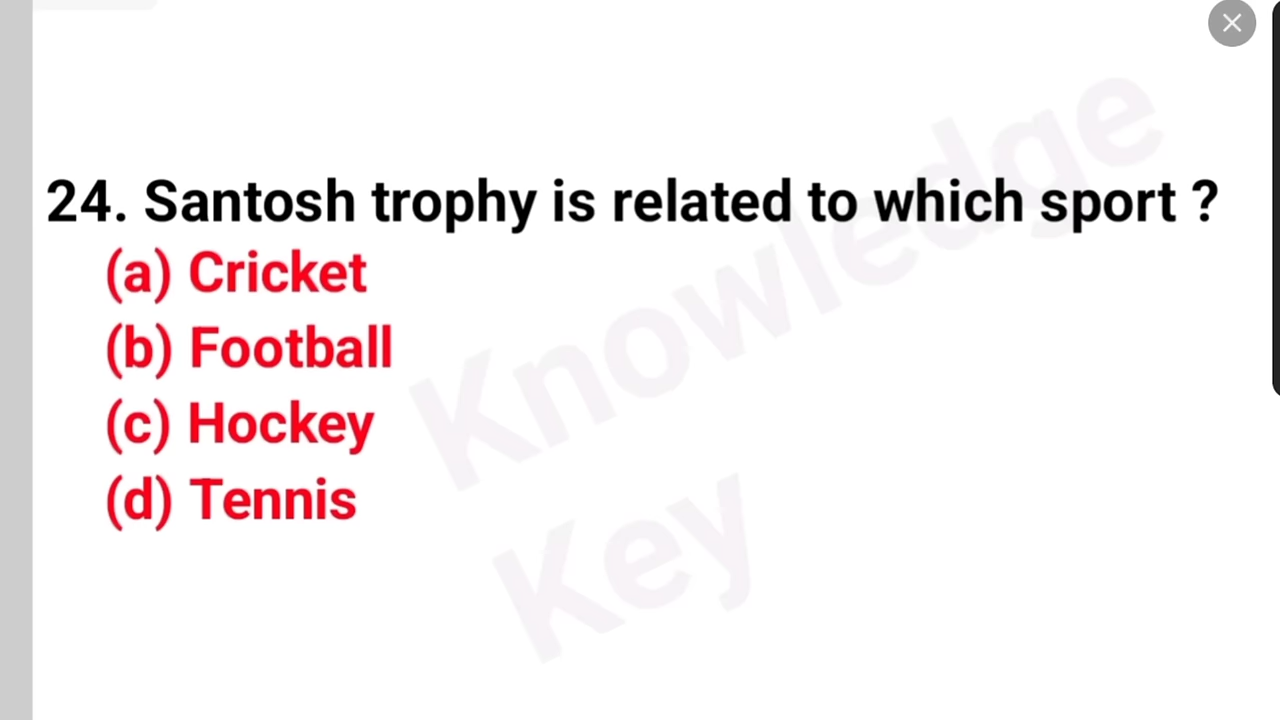 24. Santosh trophy is related to which sport ?
(a) Cricket
(b) Football
(c) Hockey
(d) Tennis
Knowledge
Key